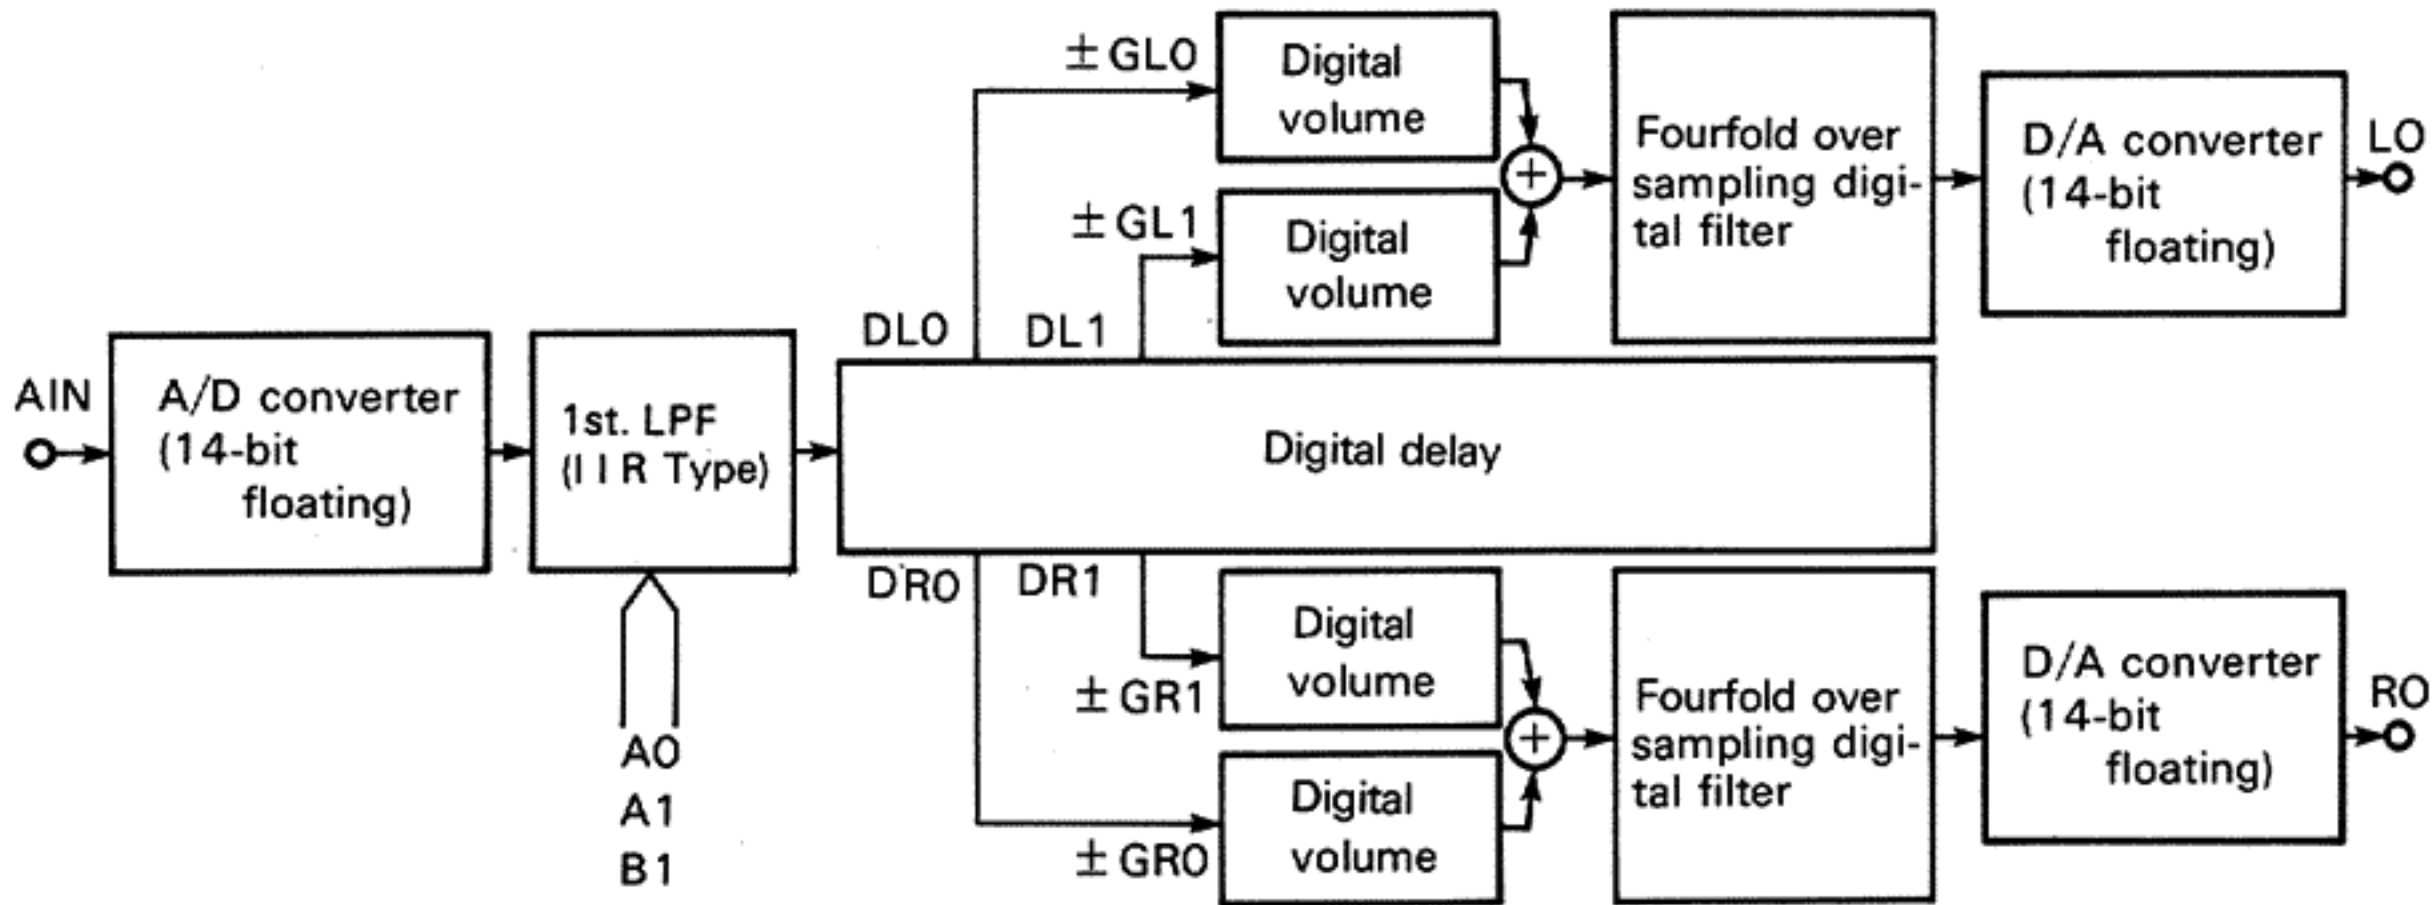 ± GL0
Digital
volume
Fourfold over
sampling digi-
tal filter
D/A converter
(14-bit
floating)
LO
± GL1
Digital
volume
DL0
DL1
AIN
A/D converter
(14-bit
floating)
1st. LPF
(IIR Type)
Digital delay
DR0
DR1
Digital
volume
± GR1
Fourfold over
sampling digi-
tal filter
D/A converter
(14-bit
floating)
RO
Digital
volume
± GR0
A0
A1
B1
+
+